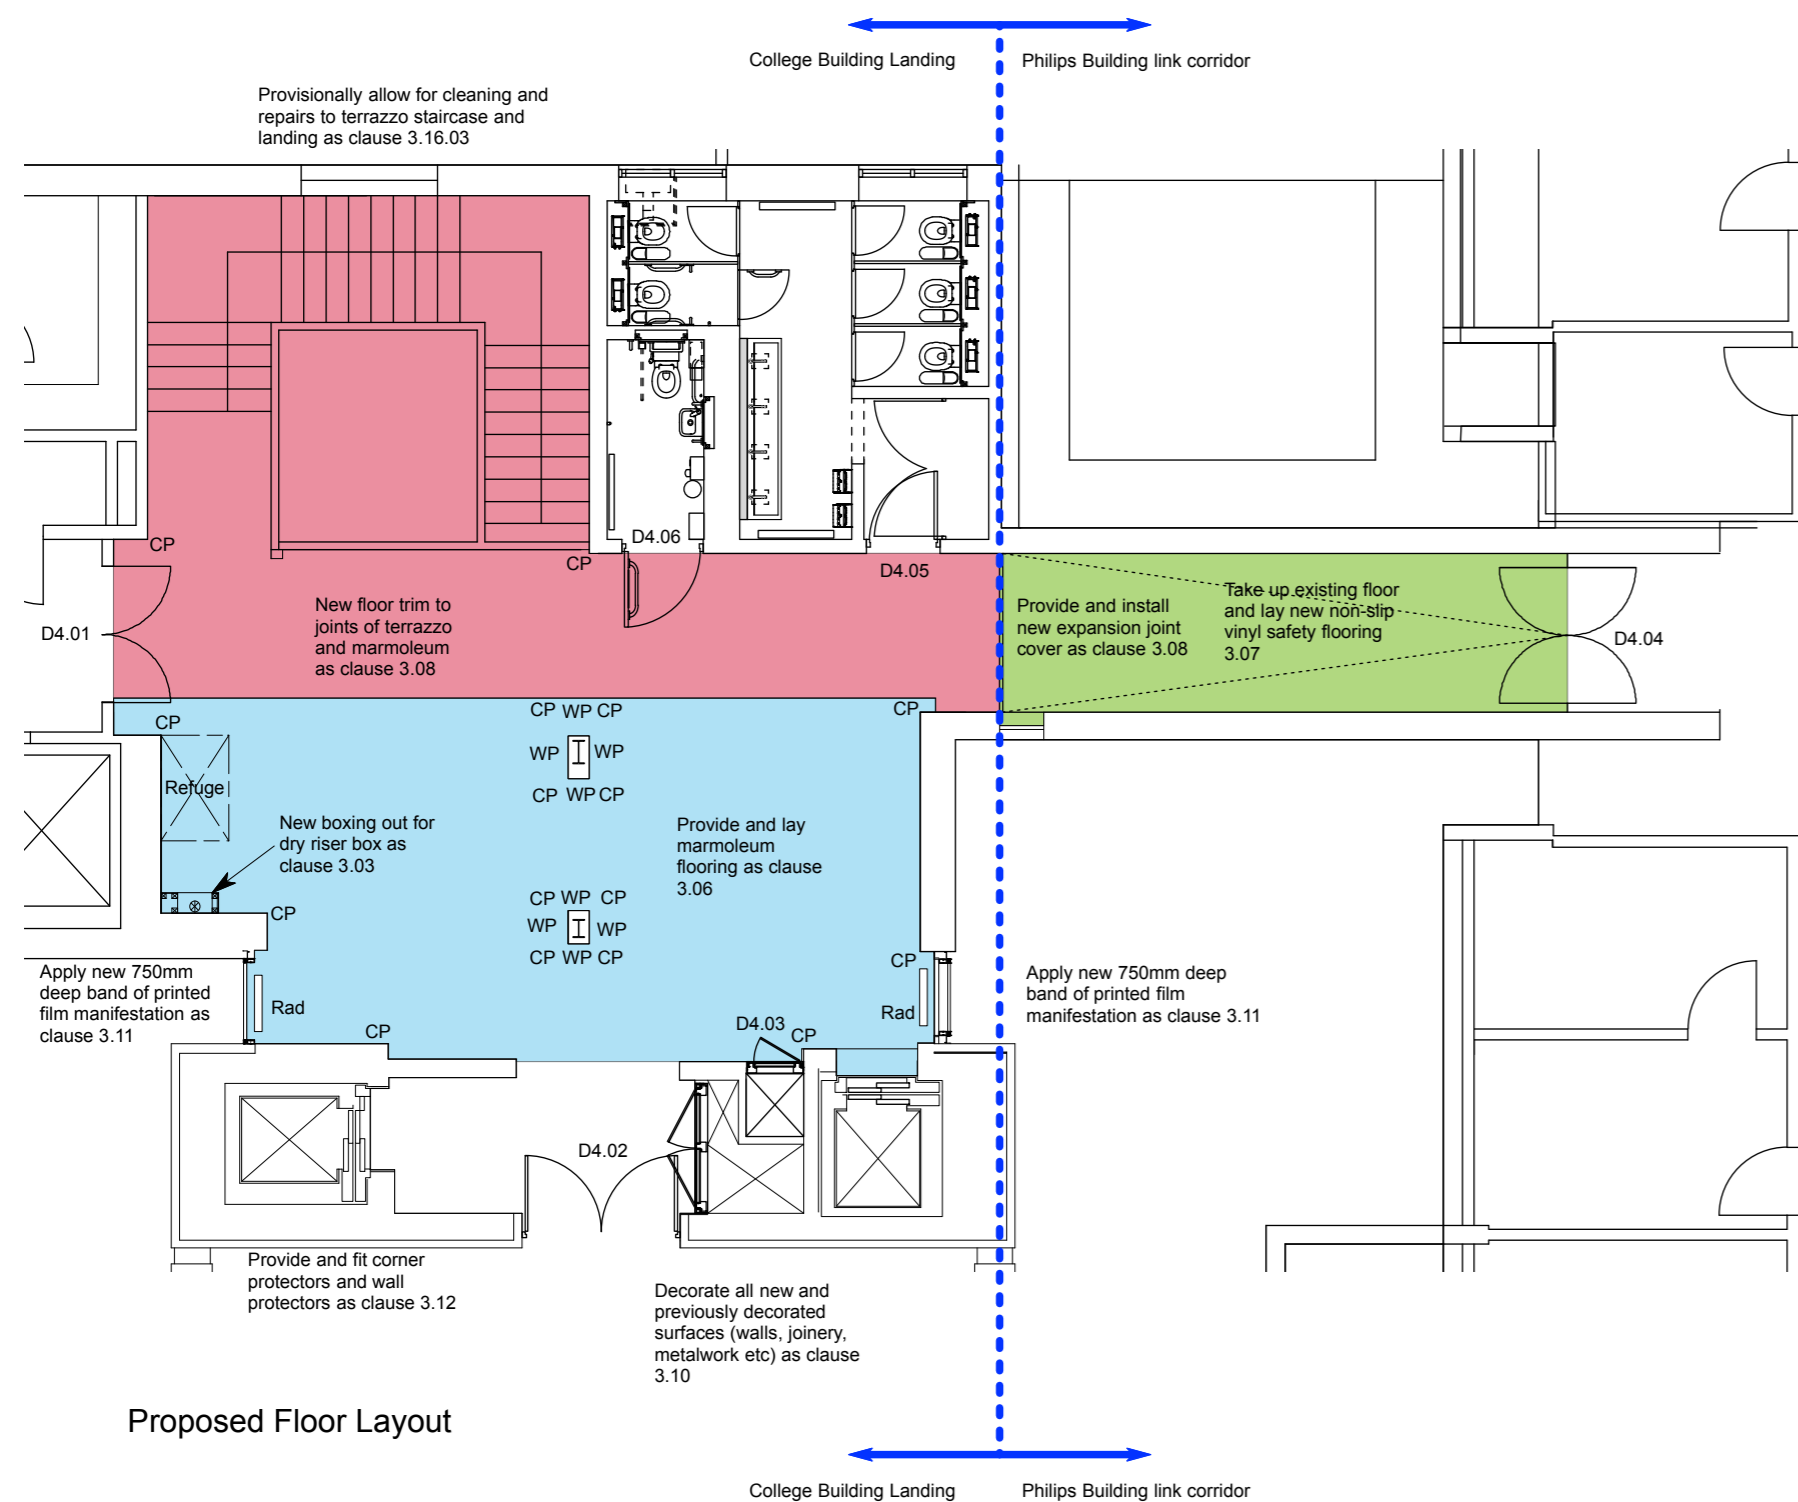 College Building Landing
Philips Building link corridor
Provisionally allow for cleaning and
repairs to terrazzo staircase and
landing as clause 3.16.03
D4.06
CP
CP
D4.05
D4.01
New floor trim to
joints of terrazzo
and marmoleum
as clause 3.08
Provide and install
new expansion joint
cover as clause 3.08
Take up existing floor
and lay new non-slip
vinyl safety flooring
3.07
D4.04
CP
CP WP CP
CP
WP
WP
CP WP CP
Refuge
New boxing out for
dry riser box as
clause 3.03
Provide and lay
marmoleum
flooring as clause
3.06
CP WP CP
WP
WP
CP WP CP
CP
CP
Apply new 750mm
deep band of printed
film manifestation as
clause 3.11
Rad
Rad
Apply new 750mm deep
band of printed film
manifestation as clause 3.11
CP
D4.03
CP
D4.02
Provide and fit corner
protectors and wall
protectors as clause 3.12
Decorate all new and
previously decorated
surfaces (walls, joinery,
metalwork etc) as clause
3.10
Proposed Floor Layout
College Building Landing
Philips Building link corridor